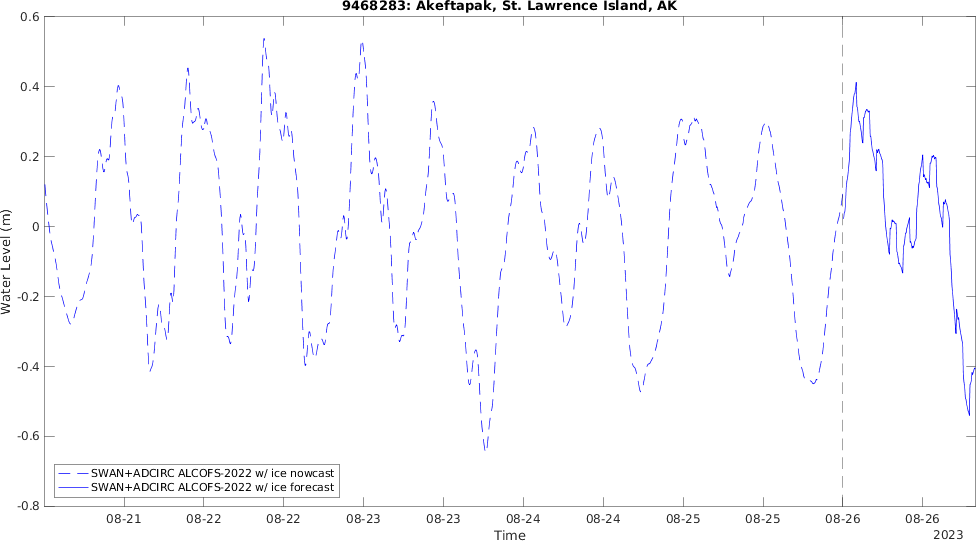 9468283: Akeftapak, St. Lawrence Island, AK
0.6
0.4
0.2
0
-0.2
-0.4
-0.6
-0.8
Water Level (m)
SWAN+ADCIRC ALCOFS-2022 w/ ice nowcast
SWAN+ADCIRC ALCOFS-2022 w/ ice forecast
08-21 08-22 08-22 08-23 08-23 08-24 08-24 08-25 08-25 08-26 08-26
Time
2023